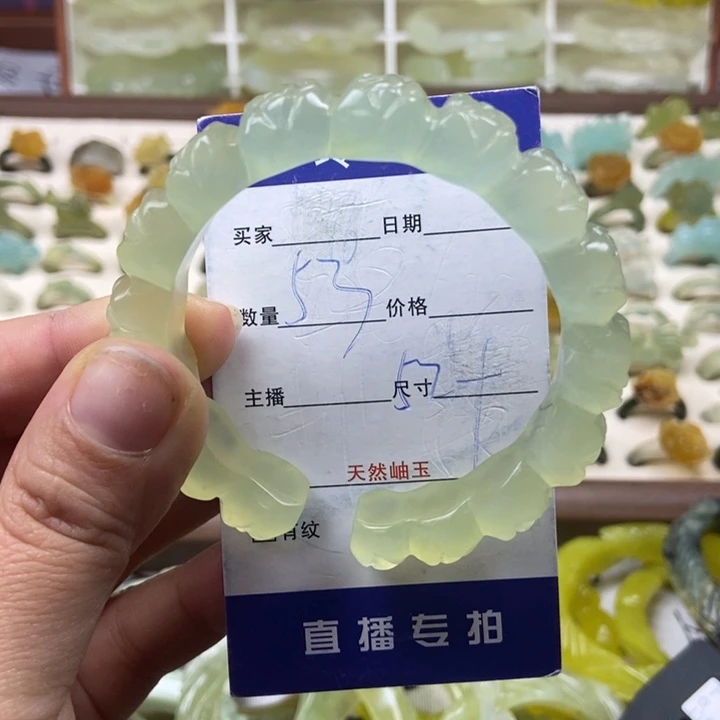 买家 日期
数量 价格
主播 尺寸
天然岫玉
有纹
直播专拍